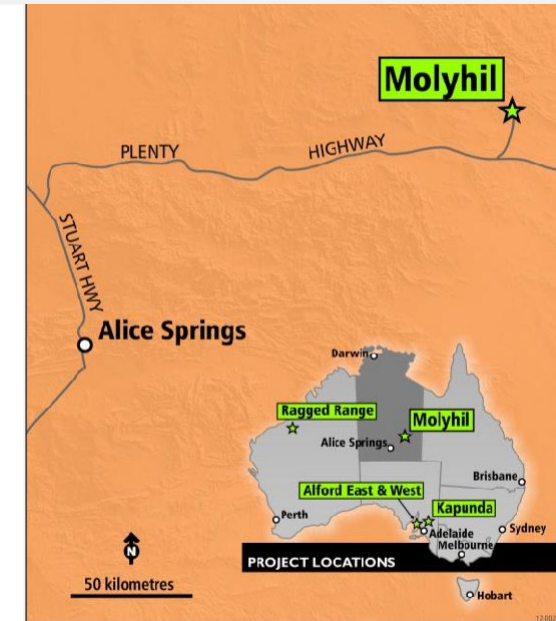 Molyhil
PLENTY
HIGHWAY
STUART HWY
Alice Springs
Darwin
Ragged Range
Molyhil
Alice Springs
Brisbane
Alford East & West
Kapunda
Perth
Adelaide
Sydney
Melbourne
PROJECT LOCATIONS
N
50 kilometres
Hobart